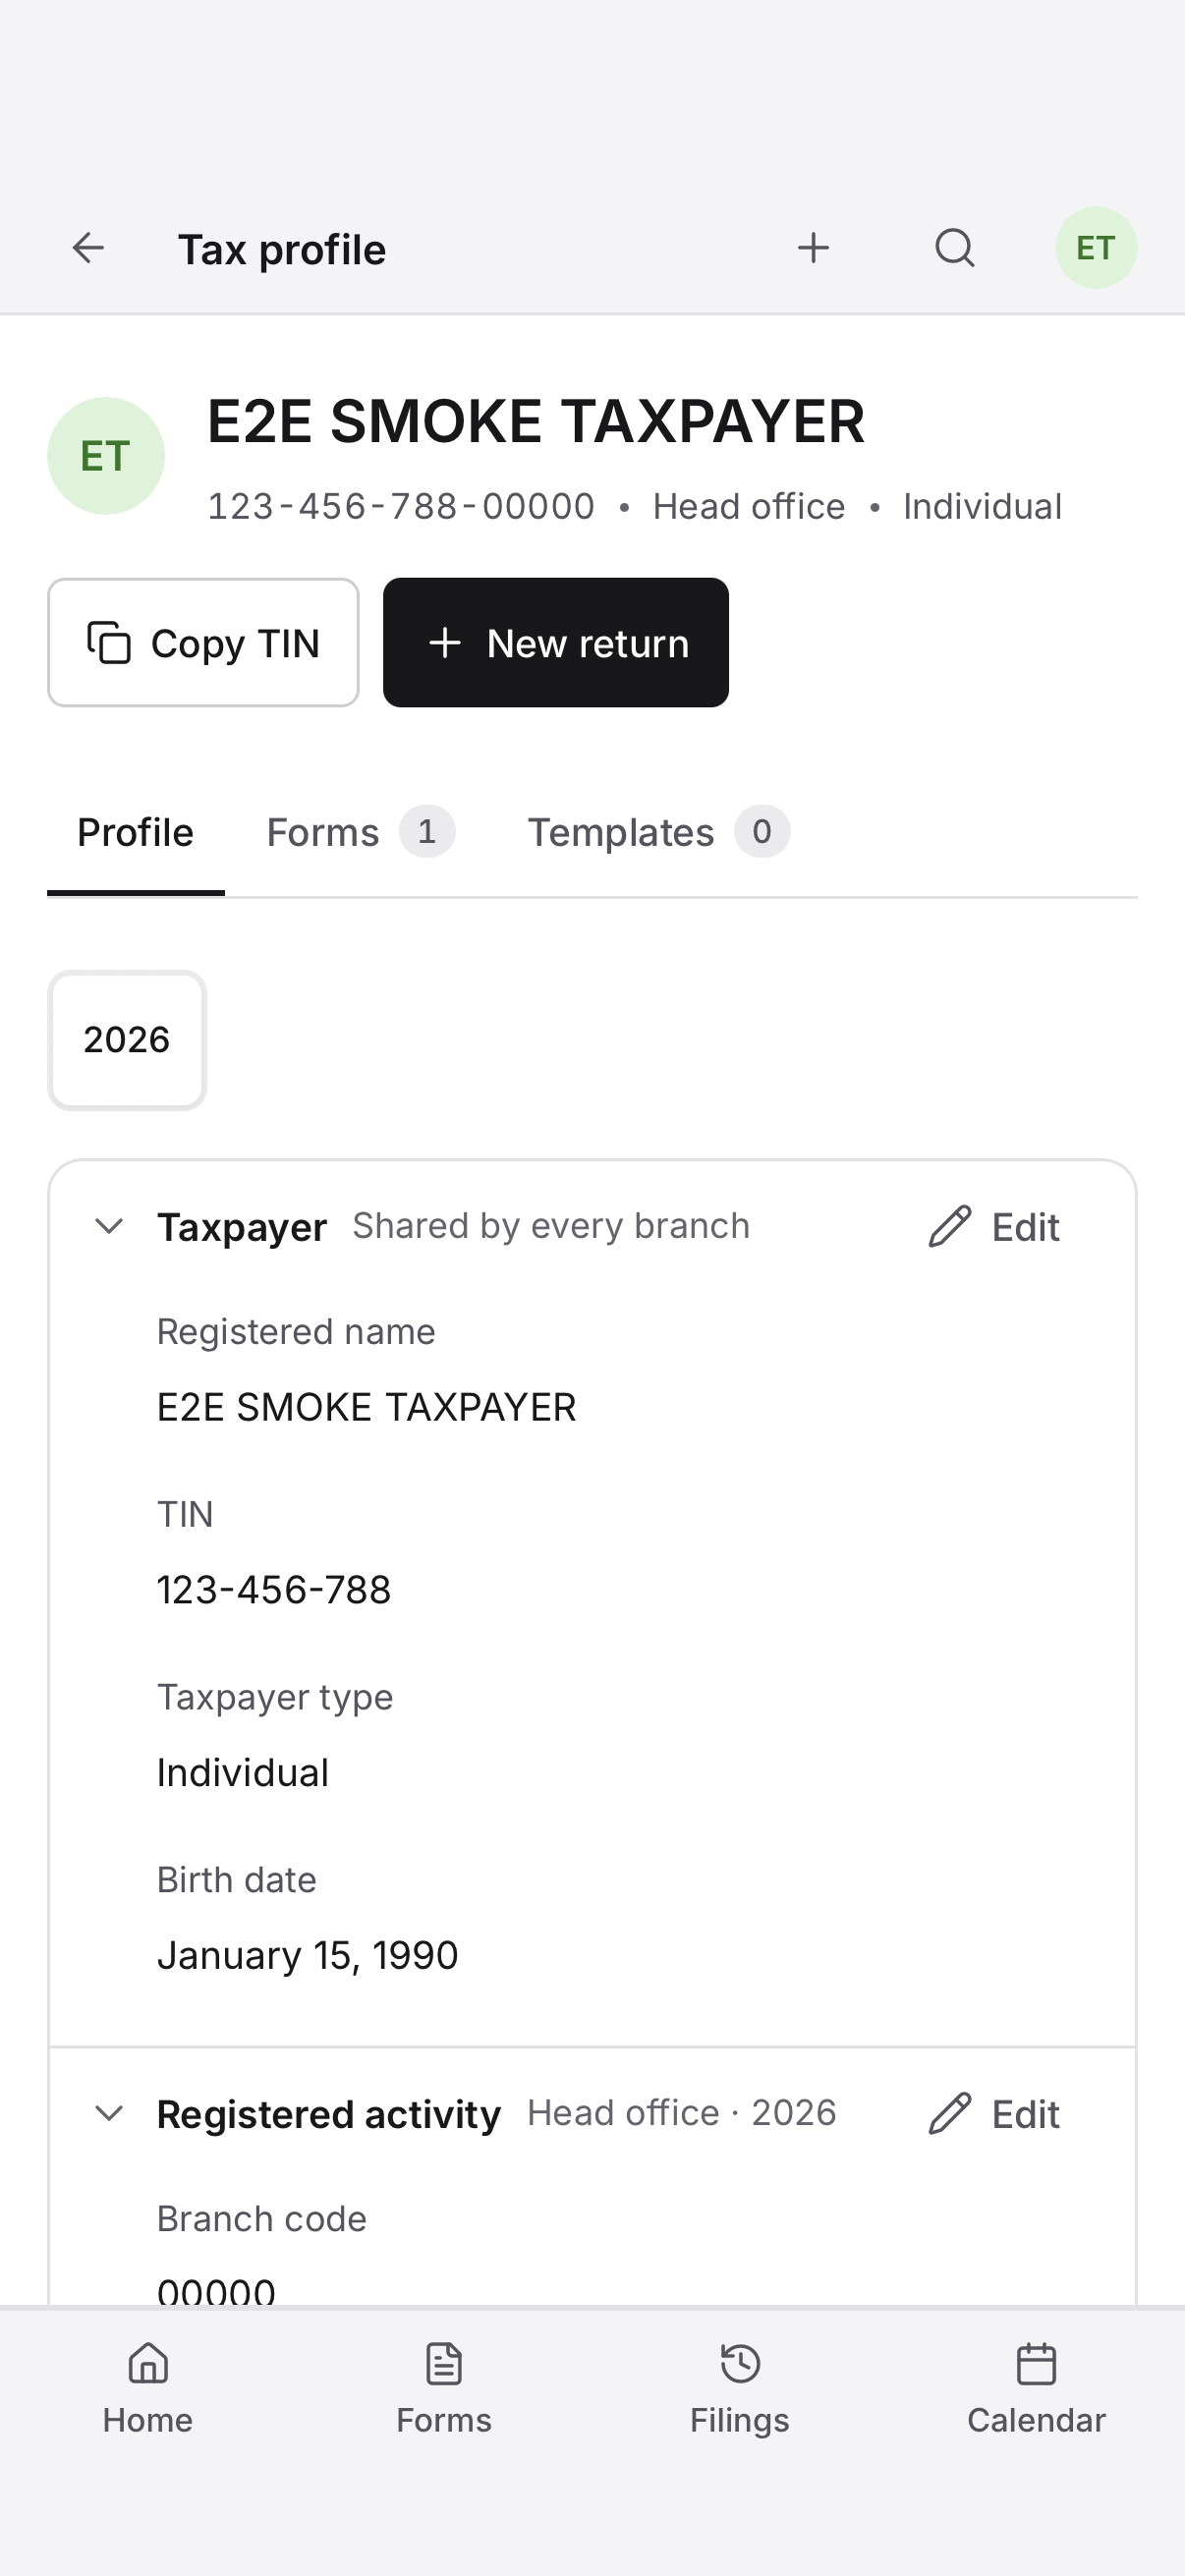 Tax profile
ET
ET
E2E SMOKE TAXPAYER
123-456-788-00000 • Head office • Individual
Copy TIN
New return
Profile
Forms 1
Templates 0
2026
Taxpayer Shared by every branch Edit
Registered name
E2E SMOKE TAXPAYER
TIN
123-456-788
Taxpayer type
Individual
Birth date
January 15, 1990
Registered activity Head office · 2026 Edit
Branch code
00000
Home
Forms
Filings
Calendar